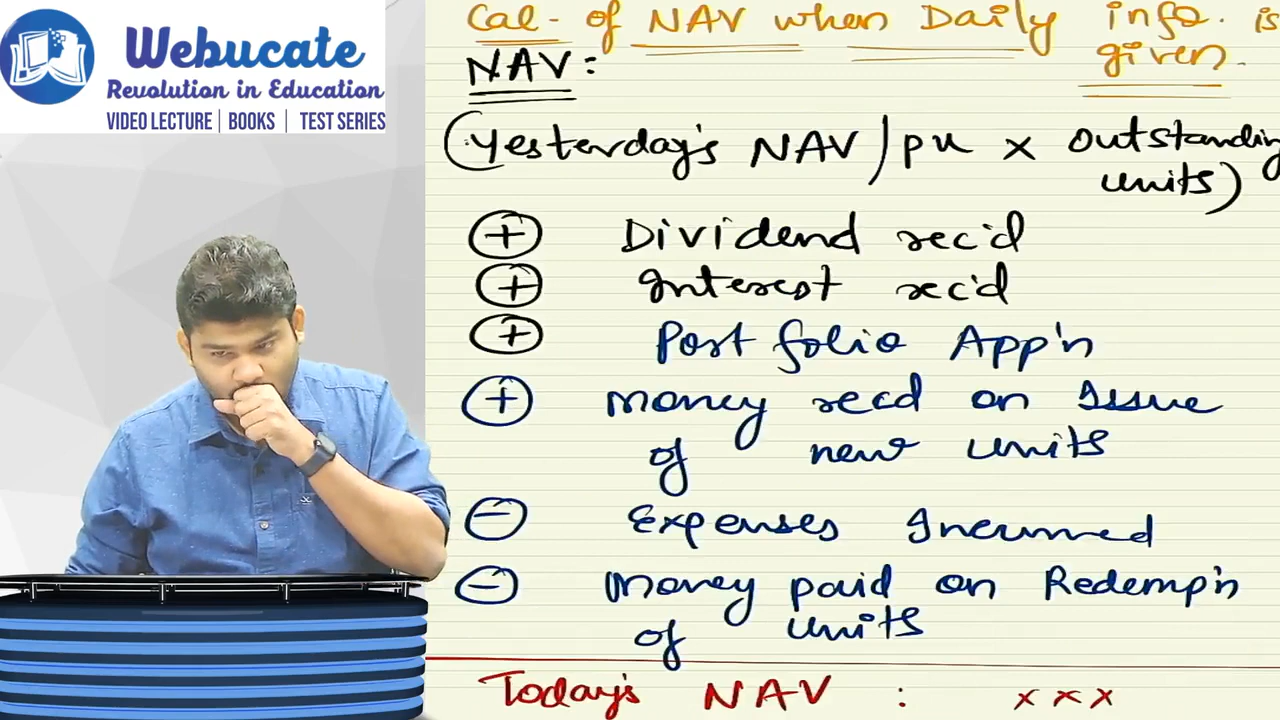 Webucate
Revolution in Education
VIDEO LECTURE | BOOKS | TEST SERIES
Cal- of NAV when Daily info. is
given.
NAV:
(Yesterday's NAV/pu × outstanding
units)
+ Dividend rec'd
+ Interest rec'd
+ Portfolio App'n
+ money recd on Issue
of new units
- Expenses Incurred
- money paid on Redemp'n
of units
Today's NAV : xxx